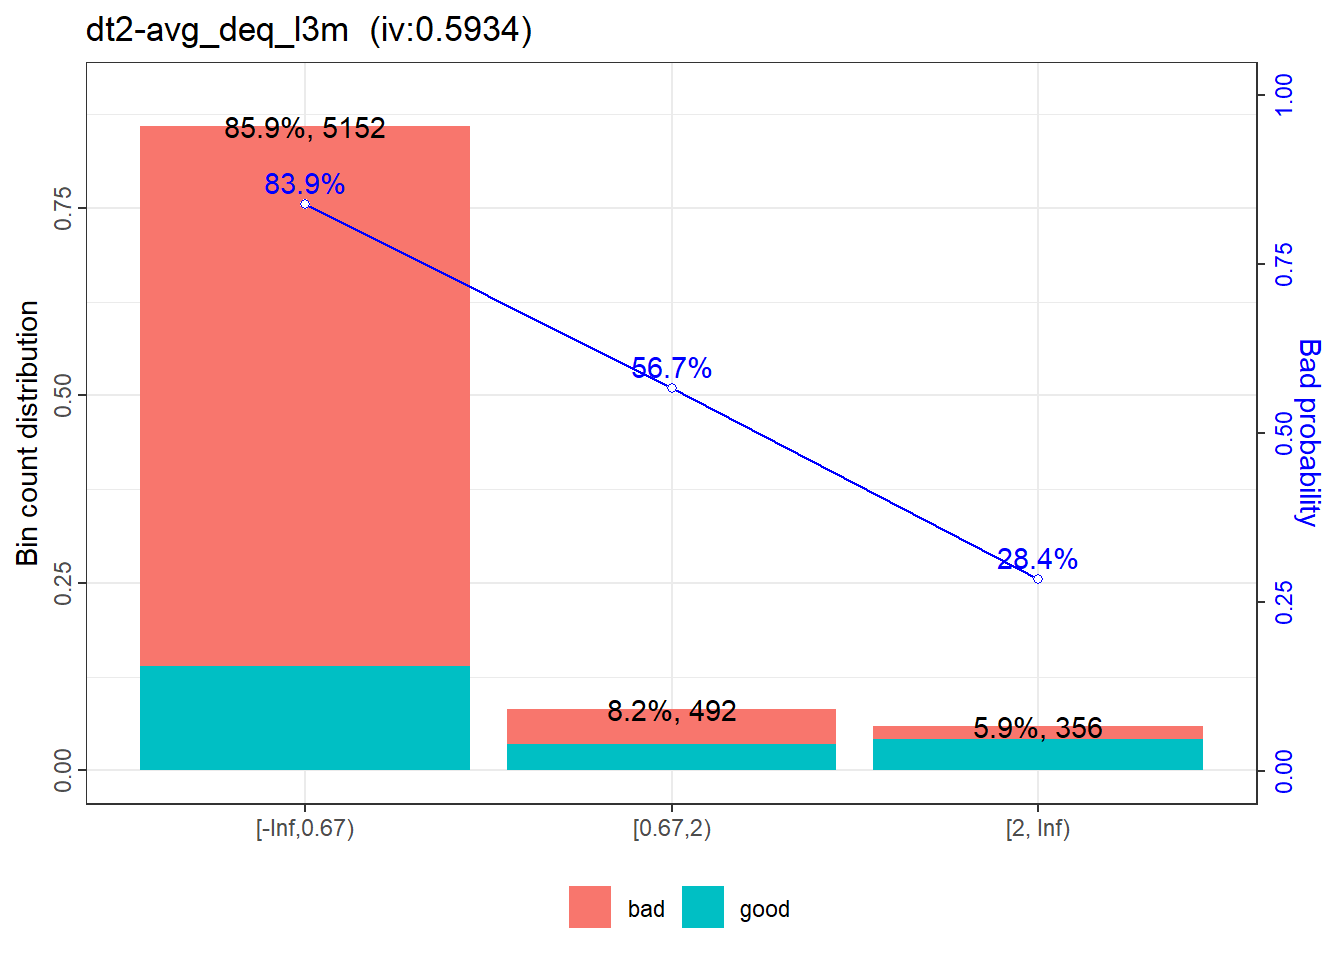 dt2-avg_deq_l3m  (iv:0.5934)
Bin count distribution
0.75
0.50
0.25
0.00
85.9%, 5152
83.9%
56.7%
8.2%, 492
28.4%
5.9%, 356
1.00
0.75
0.50
0.25
0.00
Bad probability
[-Inf,0.67)
[0.67,2)
[2, Inf)
bad
good